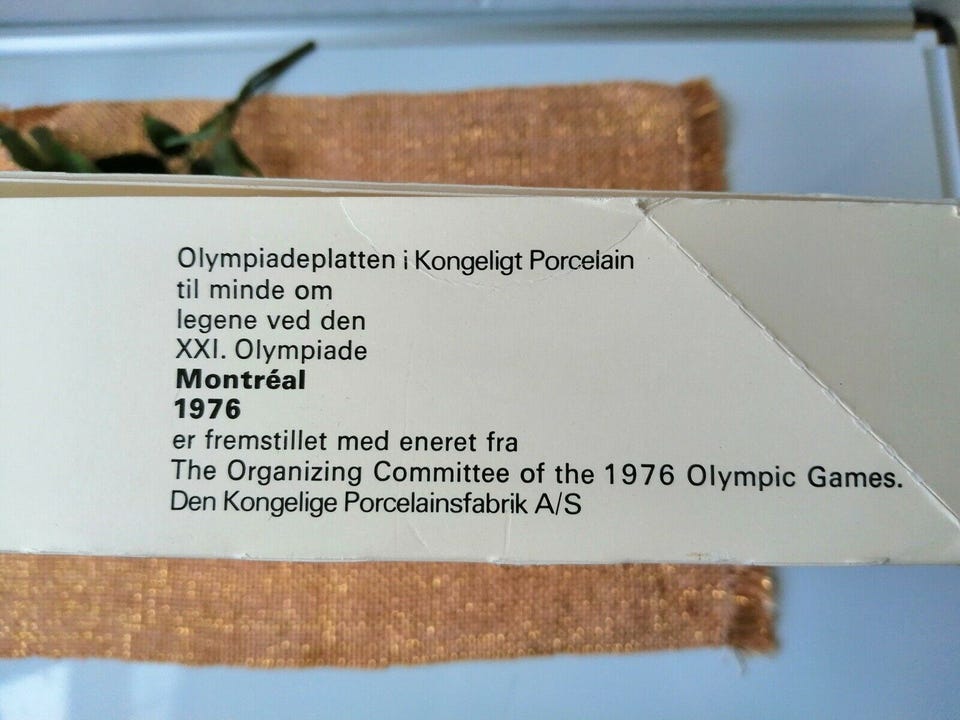 Olympiadeplatten i Kongeligt Porcelain
til minde om
legene ved den
XXI. Olympiade
Montréal
1976
er fremstillet med eneret fra
The Organizing Committee of the 1976 Olympic Games.
Den Kongelige Porcelainsfabrik A/S